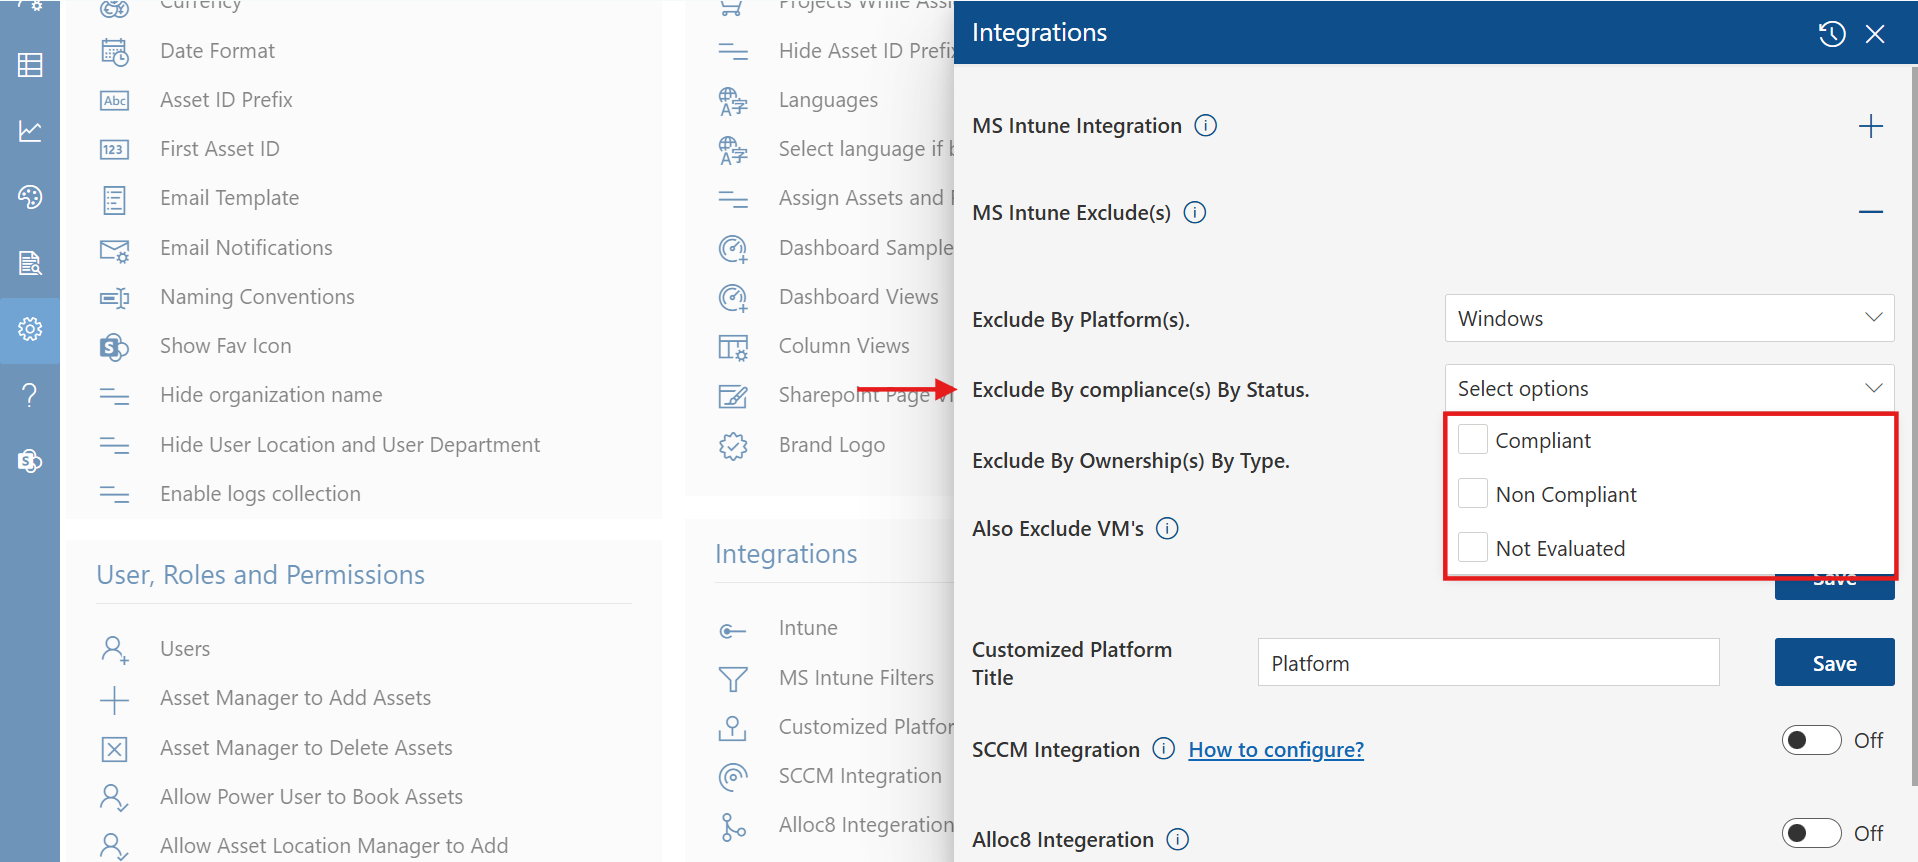 Currency
Date Format
Abc
Asset ID Prefix
123
First Asset ID
Email Template
Email Notifications
Naming Conventions
Show Fav Icon
Hide organization name
Hide User Location and User Department
Enable logs collection
User, Roles and Permissions
Users
Asset Manager to Add Assets
Asset Manager to Delete Assets
Allow Power User to Book Assets
Allow Asset Location Manager to Add
Projects While
Hide Asset ID Prefix
Languages
Select language if
Assign Assets and
Dashboard Sample
Dashboard Views
Column Views
Sharepoint Page
Brand Logo
Integrations
Intune
MS Intune Filters
Customized
SCCM Integration
Alloc8 Integeration
Integrations
MS Intune Integration
MS Intune Exclude(s)
Exclude By Platform(s).
Windows
Exclude By compliance(s) By Status.
Select options
Compliant
Non Compliant
Not Evaluated
Exclude By Ownership(s) By Type.
Also Exclude VM's
Save
Customized Platform
Title
Platform
Save
SCCM Integration
How to configure?
Off
Alloc8 Integeration
Off